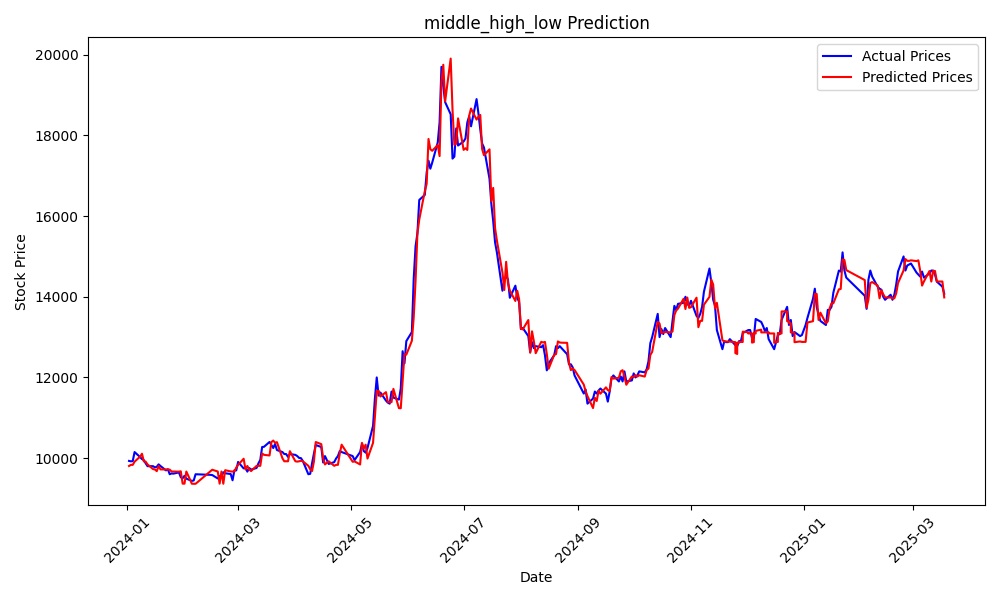 middle_high_low Prediction
Actual Prices
Predicted Prices
20000
18000
16000
14000
12000
10000
Stock Price
2024-01
2024-03
2024-05
2024-07
2024-09
2024-11
2025-01
2025-03
Date